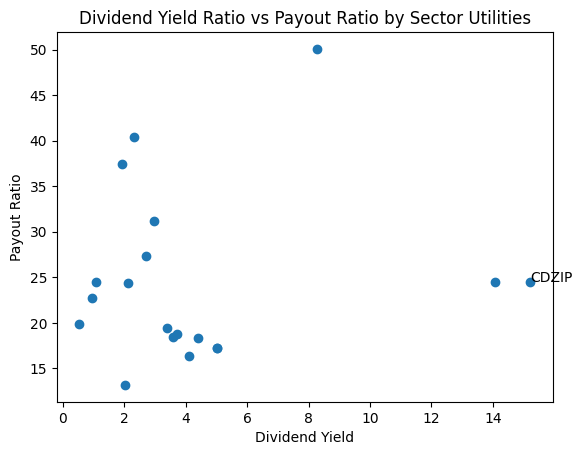 Dividend Yield Ratio vs Payout Ratio by Sector Utilities
50
45
40
35
30
25
20
15
Payout Ratio
CDZIP
0 2 4 6 8 10 12 14
Dividend Yield